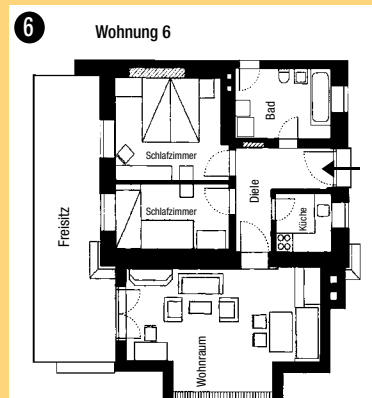 6
Wohnung 6
Bad
Schlafzimmer
Diele
Schlafzimmer
Küche
Freisitz
Wohnraum